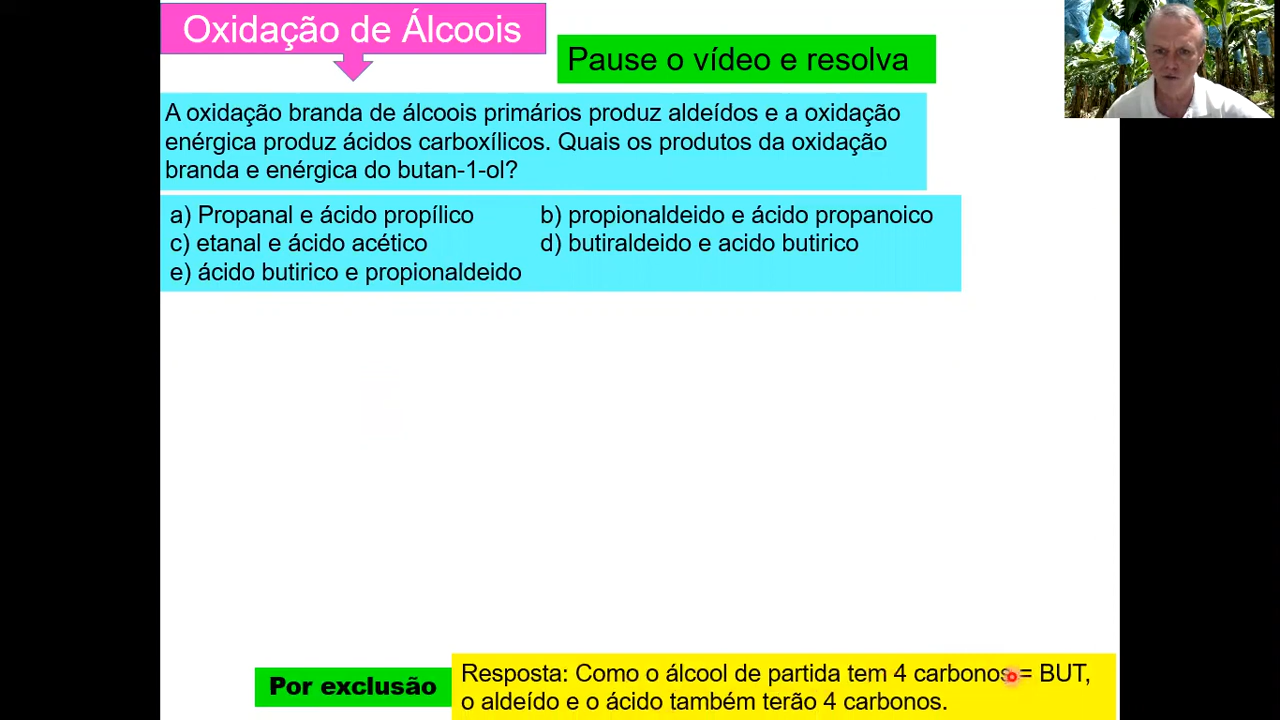 Oxidação de Álcoois
Pause o vídeo e resolva
A oxidação branda de álcoois primários produz aldeídos e a oxidação
enérgica produz ácidos carboxílicos. Quais os produtos da oxidação
branda e enérgica do butan-1-ol?
a) Propanal e ácido propílico b) propionaldeido e ácido propanoico
c) etanal e ácido acético d) butiraldeido e acido butirico
e) ácido butirico e propionaldeido
Por exclusão
Resposta: Como o álcool de partida tem 4 carbonos = BUT,
o aldeído e o ácido também terão 4 carbonos.